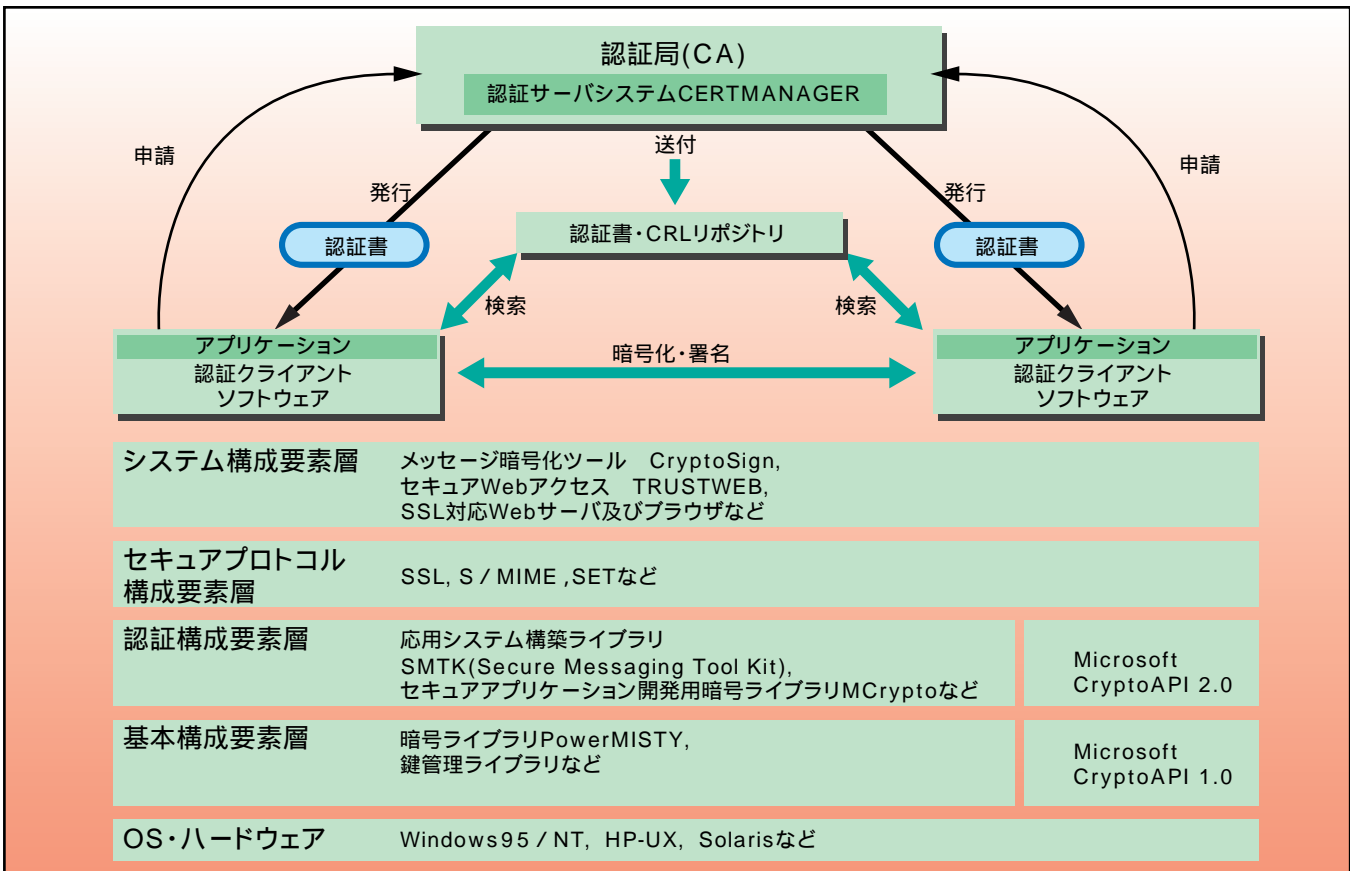 認証局(CA)
認証サーバシステムCERTMANAGER
申請
送付
申請
発行
発行
認証書
認証書・CRLリポジトリ
認証書
検索
検索
アプリケーション
認証クライアント
ソフトウェア
暗号化・署名
アプリケーション
認証クライアント
ソフトウェア
システム構成要素層
メッセージ暗号化ツール　CryptoSign,
セキュアWebアクセス　TRUSTWEB,
SSL対応Webサーバ及びブラウザなど
セキュアプロトコル
構成要素層
SSL, S／MIME ,SETなど
認証構成要素層
応用システム構築ライブラリ
SMTK(Secure Messaging Tool Kit),
セキュアアプリケーション開発用暗号ライブラリMCryptoなど
Microsoft
CryptoAPI 2.0
基本構成要素層
暗号ライブラリPowerMISTY,
鍵管理ライブラリなど
Microsoft
CryptoAPI 1.0
OS・ハードウェア
Windows95／NT, HP-UX, Solarisなど